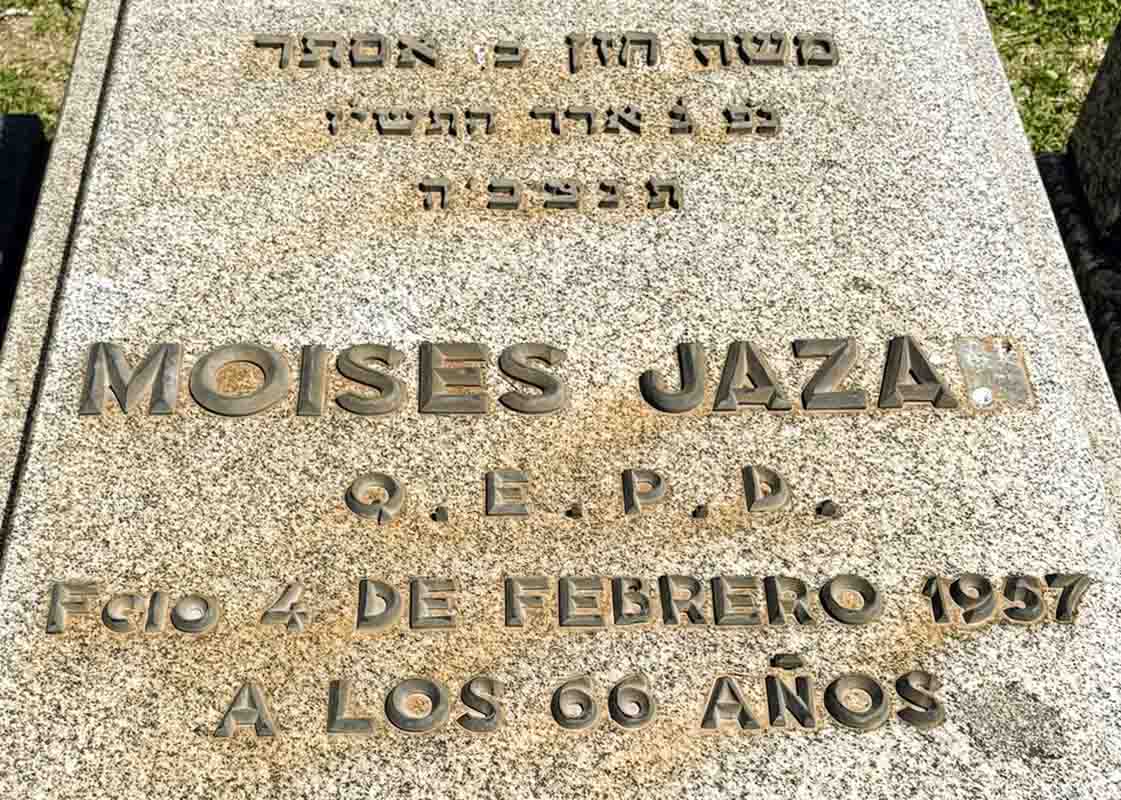 משה חזן בן אסתר
נפ ג' אדר התשי'ז
ת נ צ ב'ה
MOISES JAZA
Q. E. P. D.
Fcio 4 DE FEBRERO 1957
A LOS 66 AÑOS